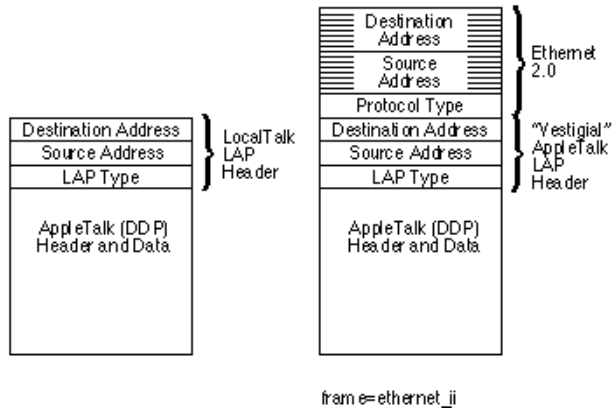 Destination Address
Source Address
LAP Type
LocalTalk
LAP
Header
AppleTalk (DDP)
Header and Data
Destination
Address
Source
Address
Protocol Type
Ethernet
2.0
Destination Address
Source Address
LAP Type
"Vestigial"
AppleTalk
LAP
Header
AppleTalk (DDP)
Header and Data
frame=ethernet_ii